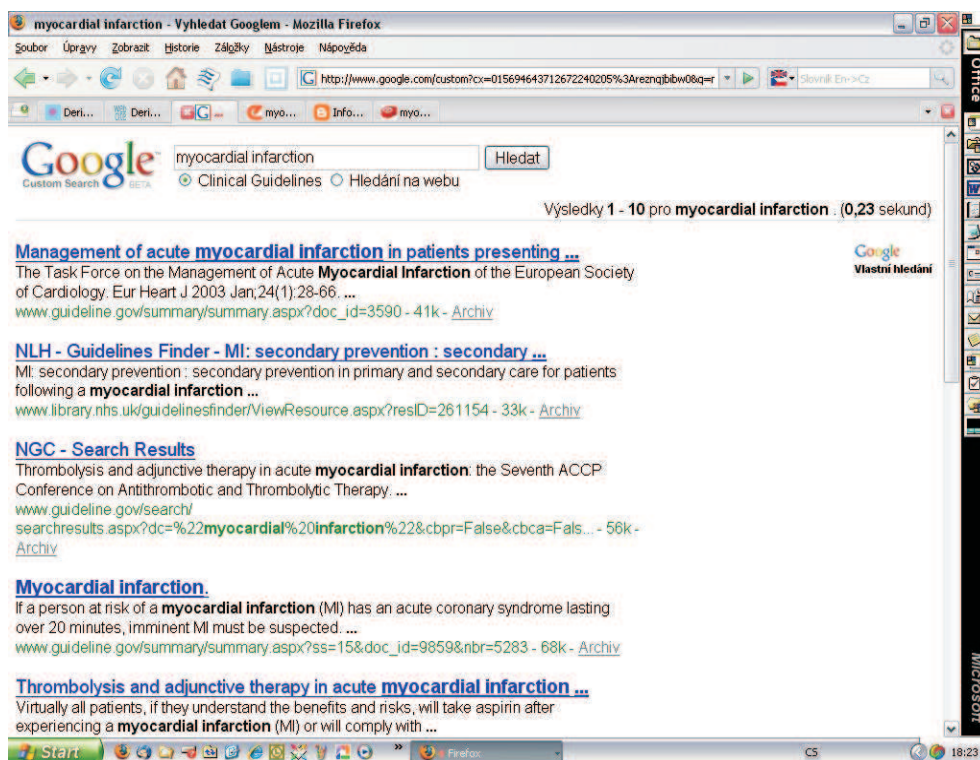 myocardial infarction - Vyhledat Googlem - Mozilla Firefox
Soubor Úpravy Zobrazit Historie Záložky Nástroje Nápověda
http://www.google.com/custom?cx=015694643712672240205%3Areznqjbibw0&q=r
Slovník En->Cz
Deri... Deri... G ... myo... Info... myo...
Google™
Custom Search BETA
myocardial infarction
Hledat
Clinical Guidelines Hledání na webu
Výsledky 1 - 10 pro myocardial infarction . (0,23 sekund)
Management of acute myocardial infarction in patients presenting ...
The Task Force on the Management of Acute Myocardial Infarction of the European Society
of Cardiology. Eur Heart J 2003 Jan;24(1):28-66. ...
www.guideline.gov/summary/summary.aspx?doc_id=3590 - 41k - Archiv
Google
Vlastní hledání
NLH - Guidelines Finder - MI: secondary prevention : secondary ...
MI: secondary prevention : secondary prevention in primary and secondary care for patients
following a myocardial infarction ...
www.library.nhs.uk/guidelinesfinder/ViewResource.aspx?resID=261154 - 33k - Archiv
NGC - Search Results
Thrombolysis and adjunctive therapy in acute myocardial infarction: the Seventh ACCP
Conference on Antithrombotic and Thrombolytic Therapy. ...
www.guideline.gov/search/
searchresults.aspx?dc=%22myocardial%20infarction%22&cbpr=False&cbca=Fals... - 56k -
Archiv
Myocardial infarction.
If a person at risk of a myocardial infarction (MI) has an acute coronary syndrome lasting
over 20 minutes, imminent MI must be suspected. ...
www.guideline.gov/summary/summary.aspx?ss=15&doc_id=9859&nbr=5283 - 68k - Archiv
Thrombolysis and adjunctive therapy in acute myocardial infarction ...
Virtually all patients, if they understand the benefits and risks, will take aspirin after
experiencing a myocardial infarction (MI) or will comply with ...
Office
Microsoft
Start
Firefox
CS
18:23